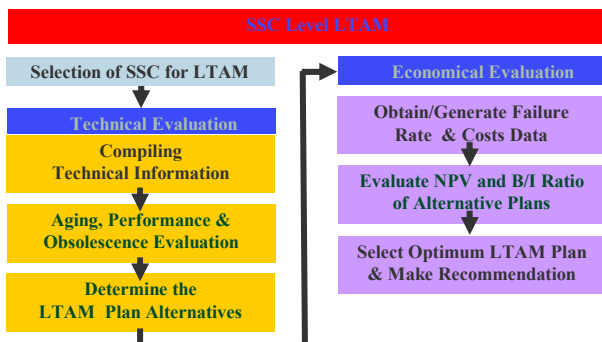 SSC Level LTAM
Selection of SSC for LTAM
Technical Evaluation
Compiling
Technical Information
Aging, Performance &
Obsolescence Evaluation
Determine the
LTAM Plan Alternatives
Economical Evaluation
Obtain/Generate Failure
Rate & Costs Data
Evaluate NPV and B/I Ratio
of Alternative Plans
Select Optimum LTAM Plan
& Make Recommendation